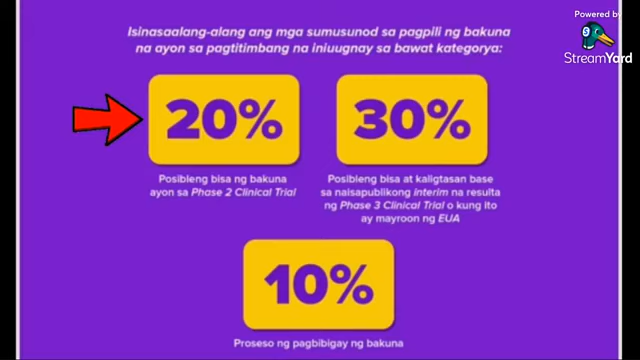 Powered by
StreamYard
Isinasaalang-alang ang mga sumusunod sa pagpili ng bakuna
na ayon sa pagtitimbang na iniuugnay sa bawat kategorya:
20%
Posibleng bisa ng bakuna
ayon sa Phase 2 Clinical Trial
30%
Posibleng bisa at kaligtasan base
sa naisapublikong interim na resulta
ng Phase 3 Clinical Trial o kung ito
ay mayroon ng EUA
10%
Proseso ng pagbibigay ng bakuna